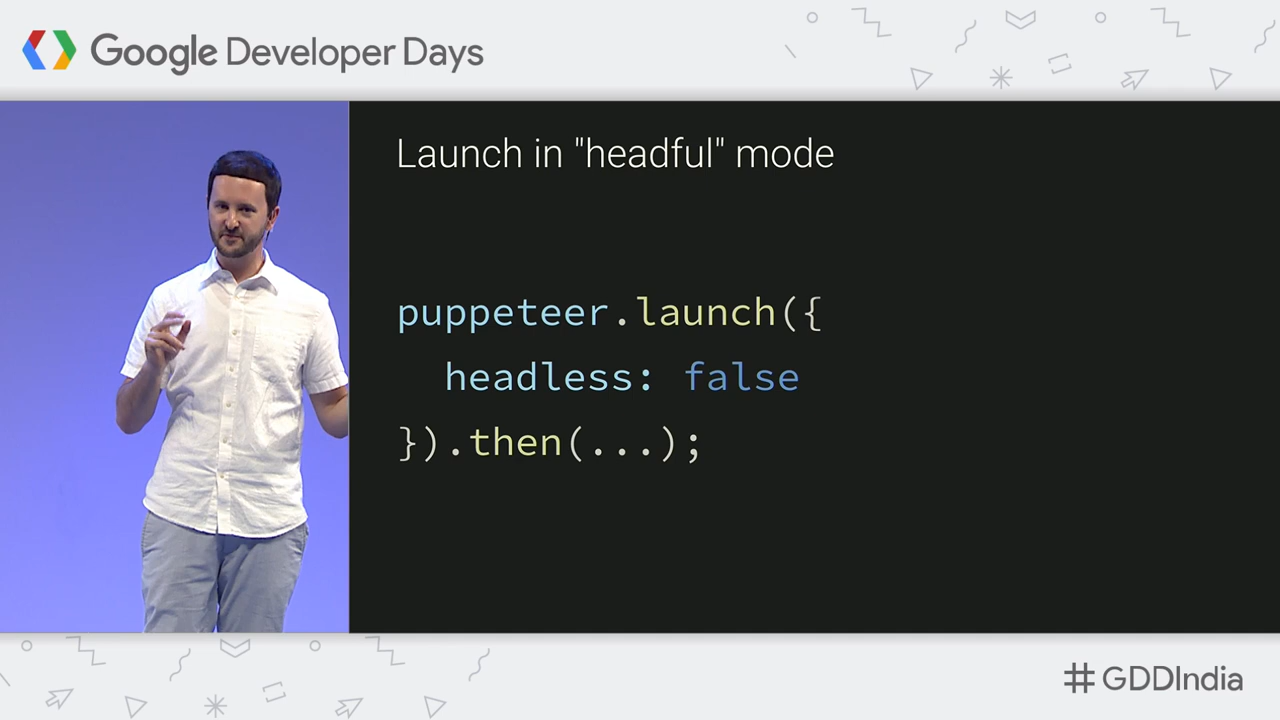 Google Developer Days
Launch in "headful" mode
puppeteer.launch({
headless: false
}).then(...);
#GDDIndia